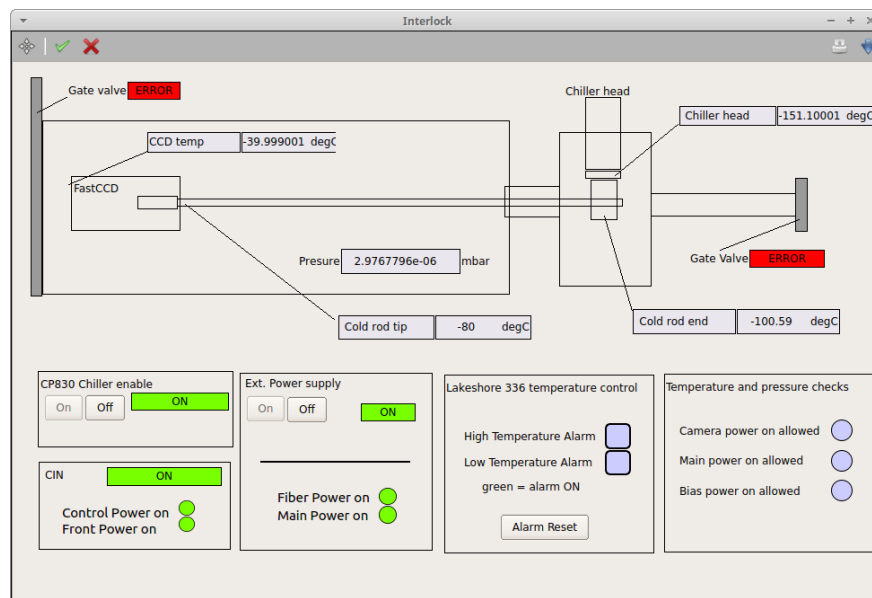 Interlock
Gate valve ERROR
Chiller head
Chiller head -151.10001 degC
CCD temp -39.999001 degC
FastCCD
Presure 2.9767796e-06 mbar
Gate Valve ERROR
Cold rod tip -80 degC
Cold rod end -100.59 degC
CP830 Chiller enable
On Off ON
Ext. Power supply
On Off ON
Fiber Power on
Main Power on
CIN ON
Control Power on
Front Power on
Lakeshore 336 temperature control
High Temperature Alarm
Low Temperature Alarm
green = alarm ON
Alarm Reset
Temperature and pressure checks
Camera power on allowed
Main power on allowed
Bias power on allowed